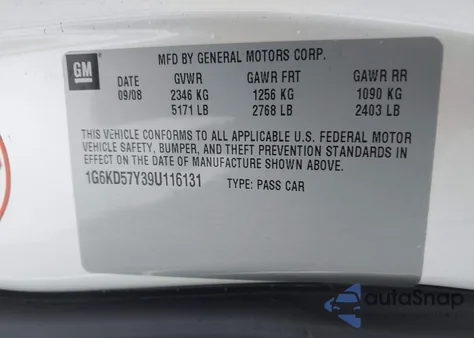 GM
MFD BY GENERAL MOTORS CORP.
DATE GVWR GAWR FRT GAWR RR
09/08 2346 KG 1256 KG 1090 KG
5171 LB 2768 LB 2403 LB
THIS VEHICLE CONFORMS TO ALL APPLICABLE U.S. FEDERAL MOTOR
VEHICLE SAFETY, BUMPER, AND THEFT PREVENTION STANDARDS IN
EFFECT ON THE DATE OF MANUFACTURE SHOWN ABOVE.
1G6KD57Y39U116131 TYPE: PASS CAR
autoSnap